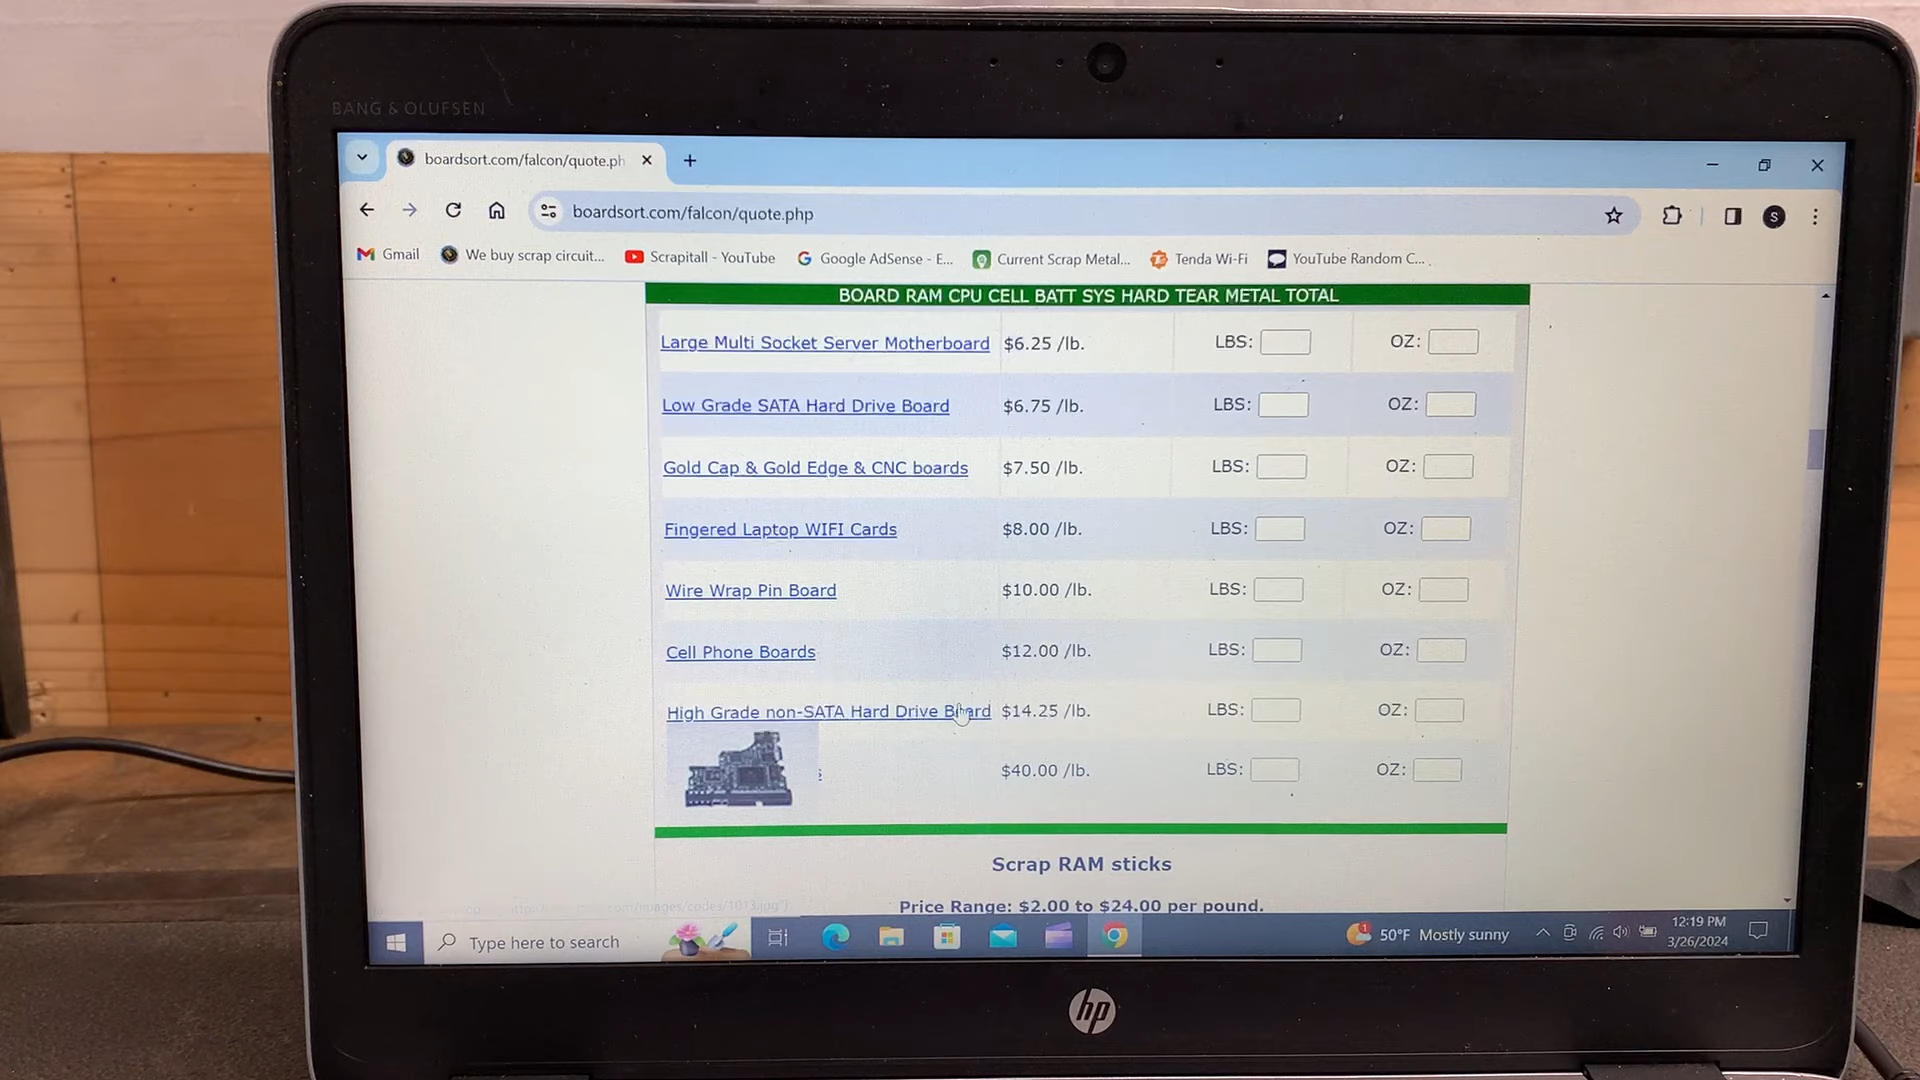 BANG & OLUFSEN
boardsort.com/falcon/quote.ph
boardsort.com/falcon/quote.php
S
Gmail We buy scrap circuit... Scrapitall - YouTube Google AdSense - E... Current Scrap Metal... Tenda Wi-Fi YouTube Random C...
BOARD RAM CPU CELL BATT SYS HARD TEAR METAL TOTAL
Large Multi Socket Server Motherboard $6.25 /lb. LBS: OZ:
Low Grade SATA Hard Drive Board $6.75 /lb. LBS: OZ:
Gold Cap & Gold Edge & CNC boards $7.50 /lb. LBS: OZ:
Fingered Laptop WIFI Cards $8.00 /lb. LBS: OZ:
Wire Wrap Pin Board $10.00 /lb. LBS: OZ:
Cell Phone Boards $12.00 /lb. LBS: OZ:
High Grade non-SATA Hard Drive Board $14.25 /lb. LBS: OZ:
s $40.00 /lb. LBS: OZ:
Scrap RAM sticks
Price Range: $2.00 to $24.00 per pound.
Type here to search 1 50°F Mostly sunny 12:19 PM
3/26/2024
hp